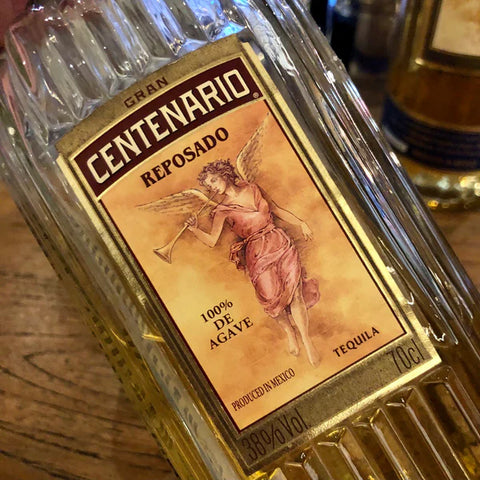 GRAN
CENTENARIO®
REPOSADO
100%
DE
AGAVE
TEQUILA
PRODUCED IN MEXICO
38%Vol.
70cl